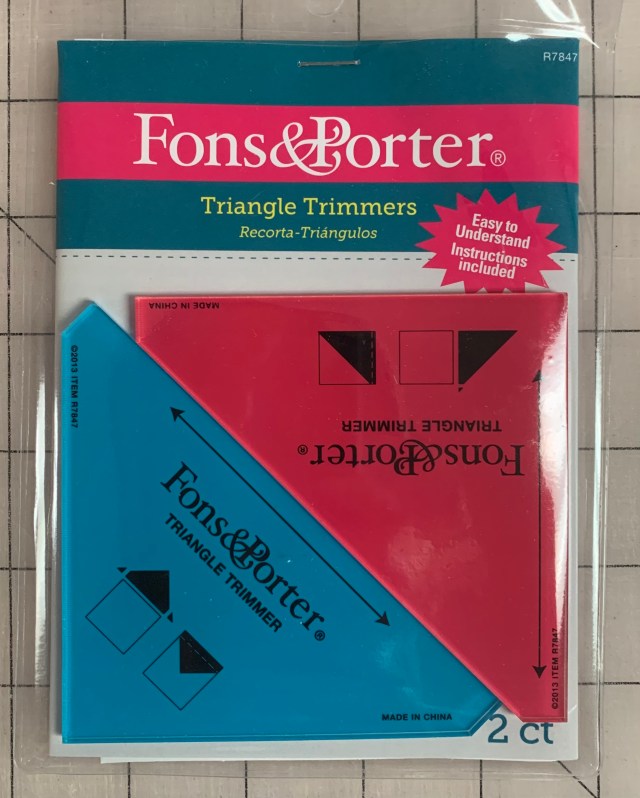 R7847
Fons&Porter®
Triangle Trimmers
Recorta-Triángulos
Easy to
Understand
Instructions
included
MADE IN CHINA
TRIANGLE TRIMMER
Fons&Porter®
©2013 ITEM R7847
©2013 ITEM R7847
Fons&Porter®
TRIANGLE TRIMMER
MADE IN CHINA
2 ct